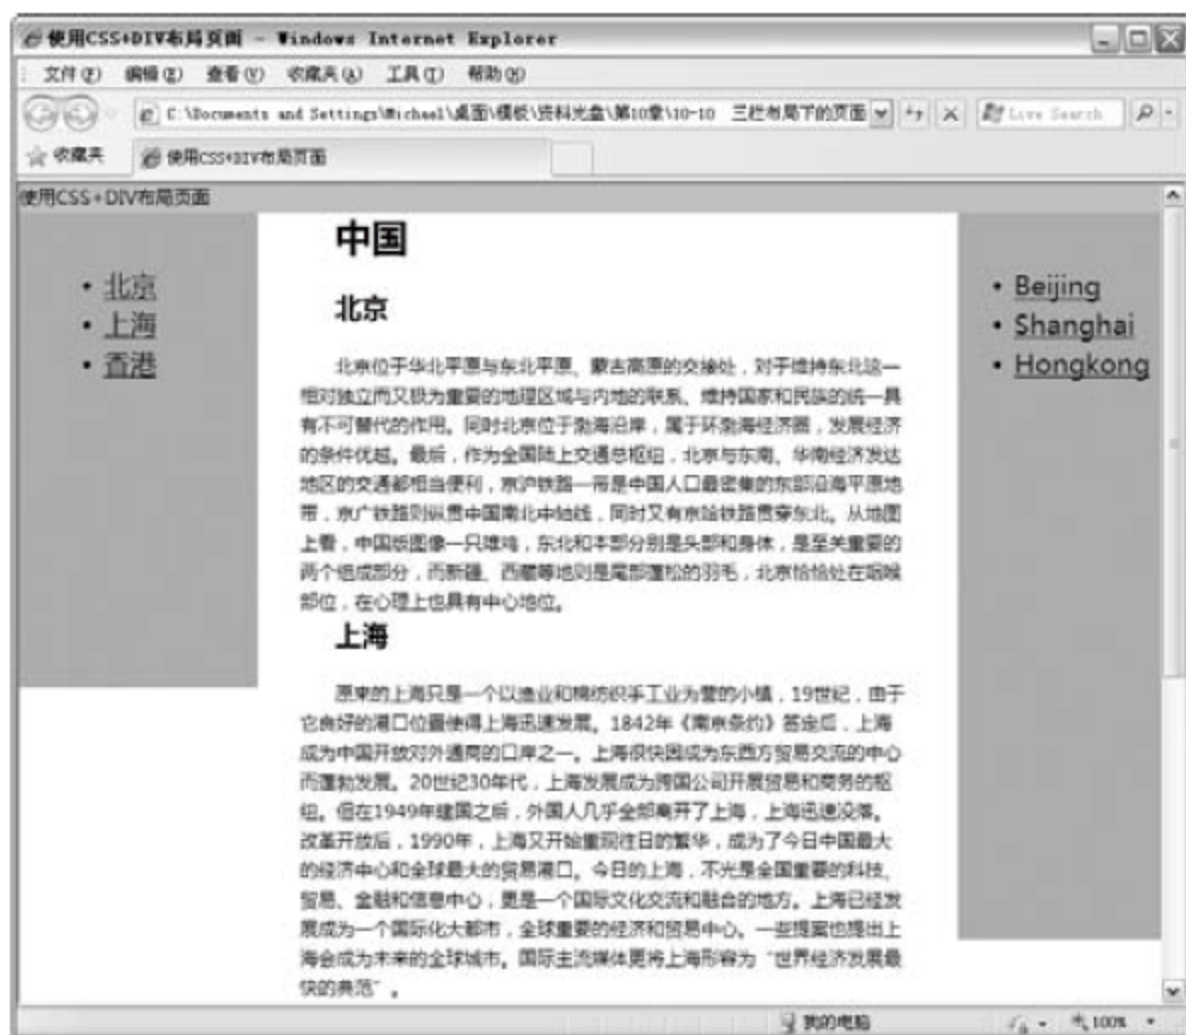 使用CSS+DIV布局页面 - Windows Internet Explorer
文件(F) 编辑(E) 查看(V) 收藏夹(A) 工具(T) 帮助(H)
C:\Documents and Settings\Michael\桌面\模板\资料光盘\第10章\10-10 三栏布局下的页面 Live Search
收藏夹 使用CSS+DIV布局页面
使用CSS+DIV布局页面
北京
上海
香港
中国
北京
北京位于华北平原与东北平原、蒙古高原的交接处，对于维持东北这一
相对独立而又极为重要的地理区域与内地的联系、维持国家和民族的统一具
有不可替代的作用。同时北京位于渤海沿岸，属于环渤海经济圈，发展经济
的条件优越。最后，作为全国陆上交通总枢纽，北京与东南、华南经济发达
地区的交通都相当便利，京沪铁路一带是中国人口最密集的东部沿海平原地
带，京广铁路则纵贯中国南北中轴线，同时又有京哈铁路贯穿东北。从地图
上看，中国版图像一只雄鸡，东北和本部分别是头部和身体，是至关重要的
两个组成部分，而新疆、西藏等地则是尾部蓬松的羽毛，北京恰恰处在咽喉
部位，在心理上也具有中心地位。
上海
原来的上海只是一个以渔业和棉纺织手工业为营的小镇，19世纪，由于
它良好的港口位置使得上海迅速发展。1842年《南京条约》签定后，上海
成为中国开放对外通商的口岸之一。上海很快因成为东西方贸易交流的中心
而蓬勃发展。20世纪30年代，上海发展成为跨国公司开展贸易和商务的枢
纽。但在1949年建国之后，外国人几乎全部离开了上海，上海迅速没落。
改革开放后，1990年，上海又开始重现往日的繁华，成为了今日中国最大
的经济中心和全球最大的贸易港口。今日的上海，不光是全国重要的科技、
贸易、金融和信息中心，更是一个国际文化交流和融合的地方。上海已经发
展成为一个国际化大都市，全球重要的经济和贸易中心。一些提案也提出上
海会成为未来的全球城市。国际主流媒体更将上海形容为“世界经济发展最
快的典范”。
Beijing
Shanghai
Hongkong
我的电脑 100%